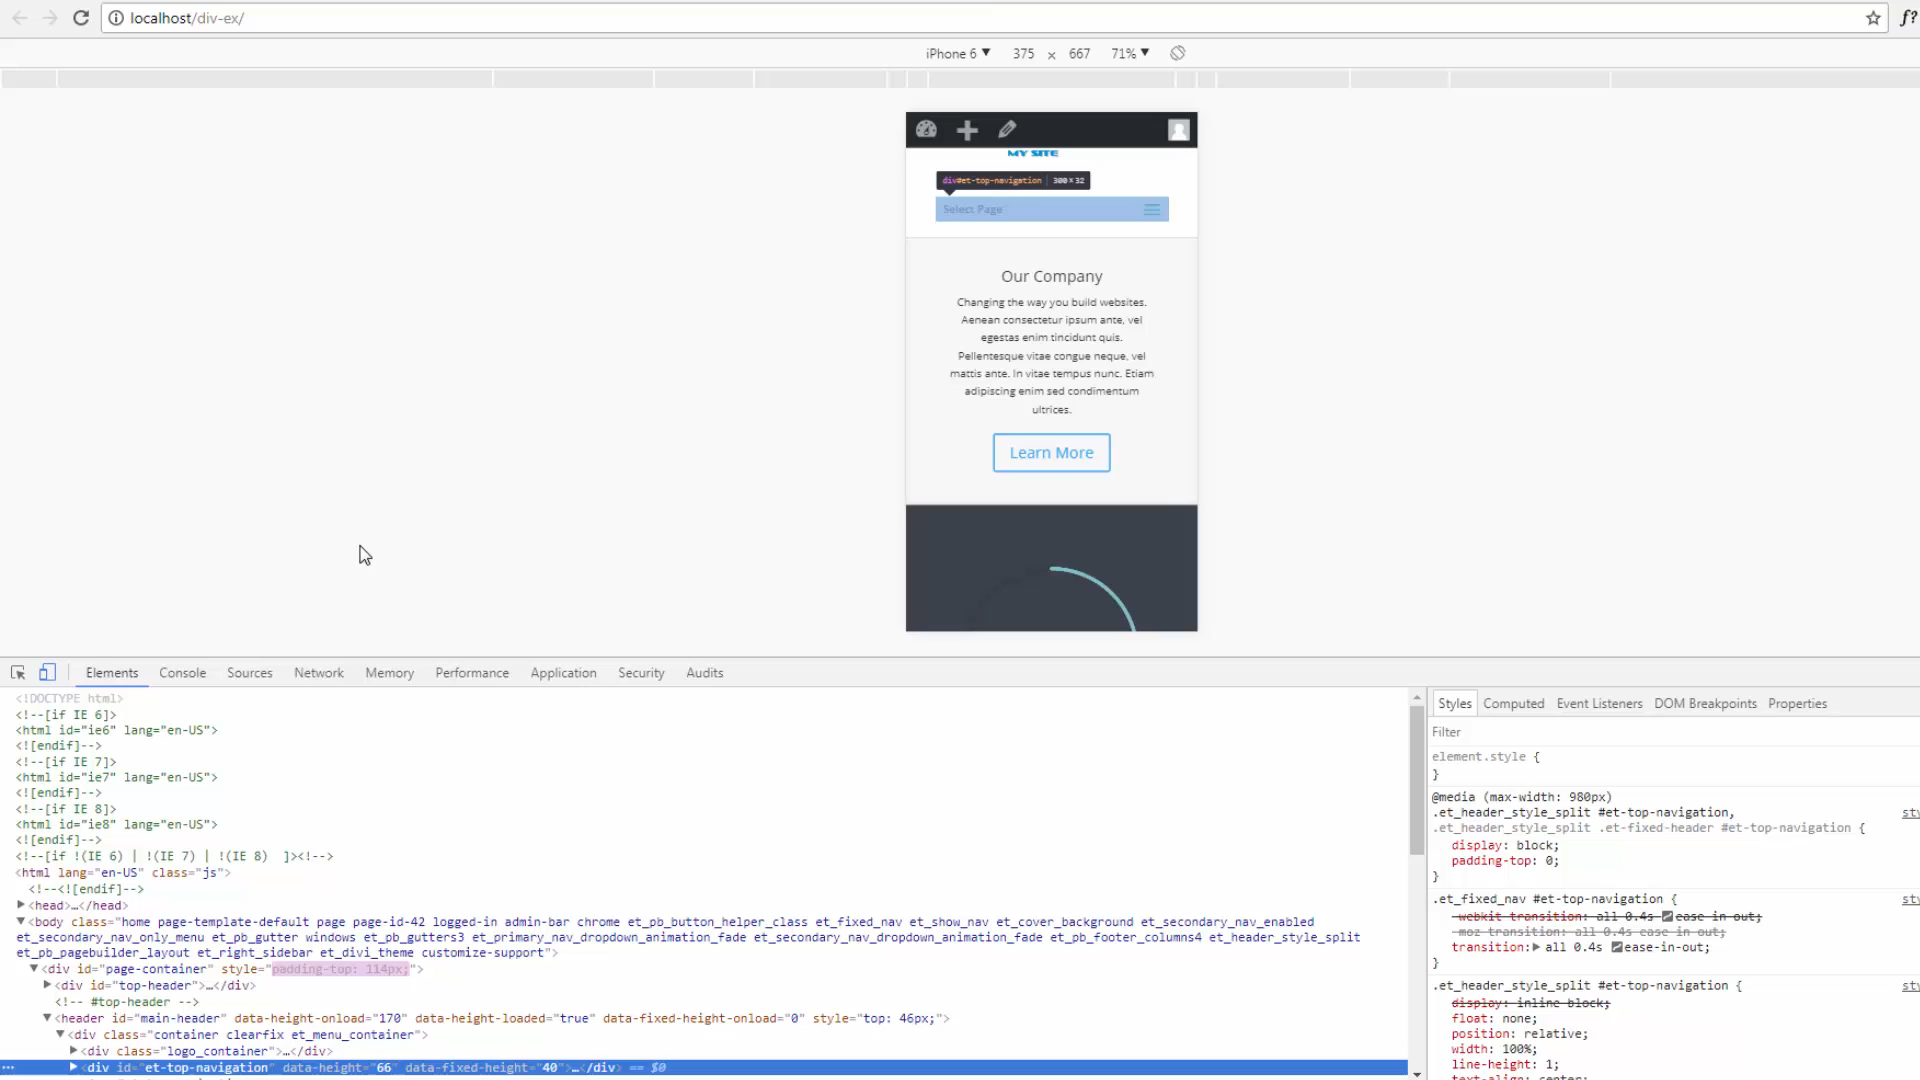 localhost/div-ex/
f?
iPhone 6 ▼ 375 × 667 71% ▼
MY SITE
div#et-top-navigation | 300×32
Select Page
Our Company
Changing the way you build websites.
Aenean consectetur ipsum ante, vel
egestas enim tincidunt quis.
Pellentesque vitae congue neque, vel
mattis ante. In vitae tempus nunc. Etiam
adipiscing enim sed condimentum
ultrices.
Learn More
Elements Console Sources Network Memory Performance Application Security Audits
<!DOCTYPE html>
<!--[if IE 6]>
<html id="ie6" lang="en-US">
<![endif]-->
<!--[if IE 7]>
<html id="ie7" lang="en-US">
<![endif]-->
<!--[if IE 8]>
<html id="ie8" lang="en-US">
<![endif]-->
<!--[if !(IE 6) | !(IE 7) | !(IE 8)  ]><!-->
<html lang="en-US" class="js">
<!--<![endif]-->
▶<head>…</head>
▼<body class="home page-template-default page page-id-42 logged-in admin-bar chrome et_pb_button_helper_class et_fixed_nav et_show_nav et_cover_background et_secondary_nav_enabled
et_secondary_nav_only_menu et_pb_gutter windows et_pb_gutters3 et_primary_nav_dropdown_animation_fade et_secondary_nav_dropdown_animation_fade et_pb_footer_columns4 et_header_style_split
et_pb_pagebuilder_layout et_right_sidebar et_divi_theme customize-support">
▼<div id="page-container" style="padding-top: 114px;">
▶<div id="top-header">…</div>
<!-- #top-header -->
▼<header id="main-header" data-height-onload="170" data-height-loaded="true" data-fixed-height-onload="0" style="top: 46px;">
▼<div class="container clearfix et_menu_container">
▶<div class="logo_container">…</div>
… ▶<div id="et-top-navigation" data-height="66" data-fixed-height="40">…</div> == $0
Styles Computed Event Listeners DOM Breakpoints Properties
Filter
element.style {
}
@media (max-width: 980px)
.et_header_style_split #et-top-navigation, sty
.et_header_style_split .et-fixed-header #et-top-navigation {
display: block;
padding-top: 0;
}
.et_fixed_nav #et-top-navigation { sty
-webkit-transition: all 0.4s ease-in-out;
-moz-transition: all 0.4s ease-in-out;
transition:▶ all 0.4s ease-in-out;
}
.et_header_style_split #et-top-navigation { sty
display: inline-block;
float: none;
position: relative;
width: 100%;
line-height: 1;
text-align: center;